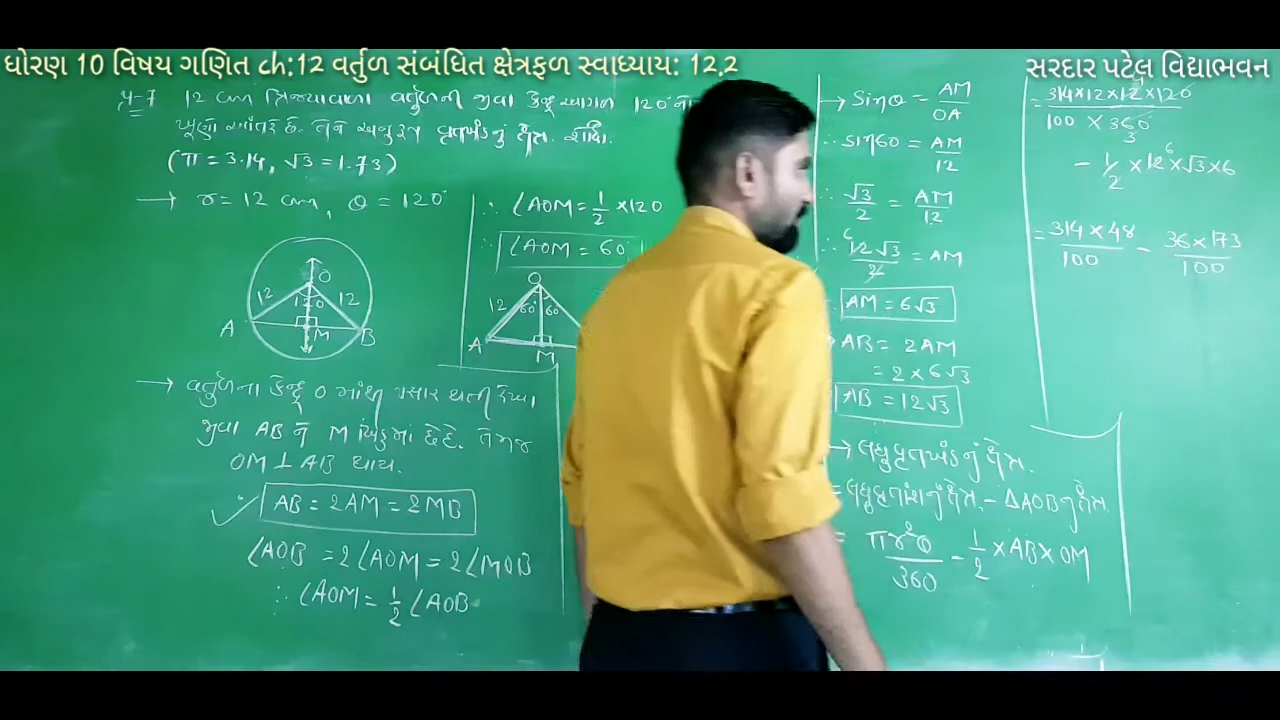 ધોરણ 10 વિષય ગણિત ch:12 વર્તુળ સંબંધિત ક્ષેત્રફળ સ્વાધ્યાય: 12.2
સરદાર પટેલ વિદ્યાભવન
પ્ર-7 12 cm ત્રિજ્યાવાળા વર્તુળની જીવા કેન્દ્ર આગળ 120° નો
ખૂણો આંતરે છે. તેને અનુરૂપ વૃત્તખંડનું ક્ષેત્ર. શોધો.
(π = 3.14, √3 = 1.73)
→ r = 12 cm, θ = 120°
O
12
120
12
A
M
B
→ વર્તુળના કેન્દ્ર O માંથી પસાર થતી રેખા
જીવા AB ને M બિંદુમાં છેદે. તેમજ
OM ⊥ AB થાય.
✓ AB = 2AM = 2MB
∠AOB = 2∠AOM = 2∠MOB
∴ ∠AOM = 1/2 ∠AOB
∴ ∠AOM = 1/2 × 120
∴ ∠AOM = 60°
O
12
60°
60
A
M
→ Sinθ = AM/OA
∴ sin60 = AM/12
∴ √3/2 = AM/12
∴ 12√3/2 = AM
6
AM = 6√3
AB = 2AM
= 2 × 6√3
AB = 12√3
→ લઘુવૃત્તખંડનું ક્ષેત્ર.
= લઘુવૃત્તાંશનું ક્ષેત્ર. - ΔAOBનું ક્ષેત્ર.
= πr²θ/360 - 1/2 × AB × OM
= 314×12×12×120/100 × 360
4
3
- 1/2 × 12 × √3 × 6
6
= 314 × 48/100 - 36 × 173/100